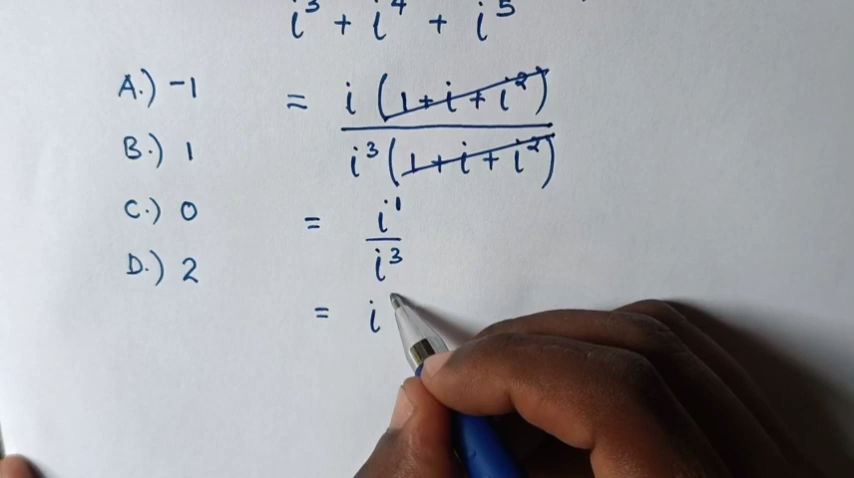 i³ + i⁴ + i⁵
A.) -1
B.) 1
C.) 0
D.) 2
= i (1 + i + i²)
i³ (1 + i + i²)
= i¹
i³
= i